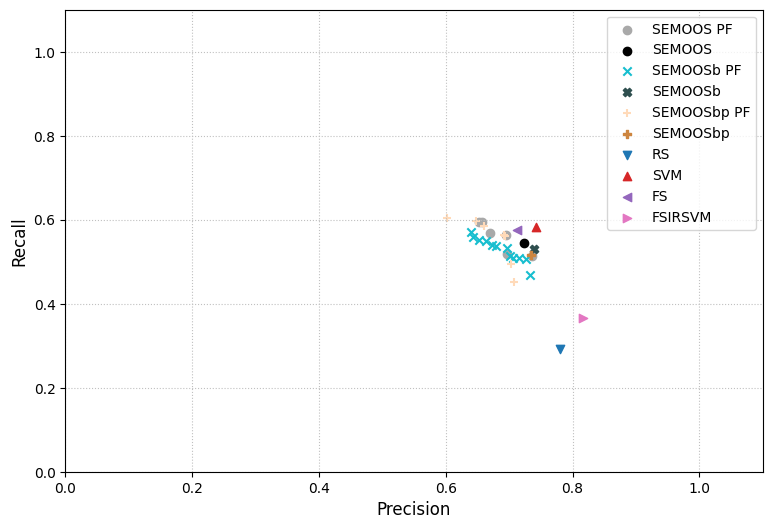 SEMOOS PF
SEMOOS
SEMOOSb PF
SEMOOSb
SEMOOSbp PF
SEMOOSbp
RS
SVM
FS
FSIRSVM
1.0
0.8
0.6
0.4
0.2
0.0
Recall
0.0 0.2 0.4 0.6 0.8 1.0
Precision